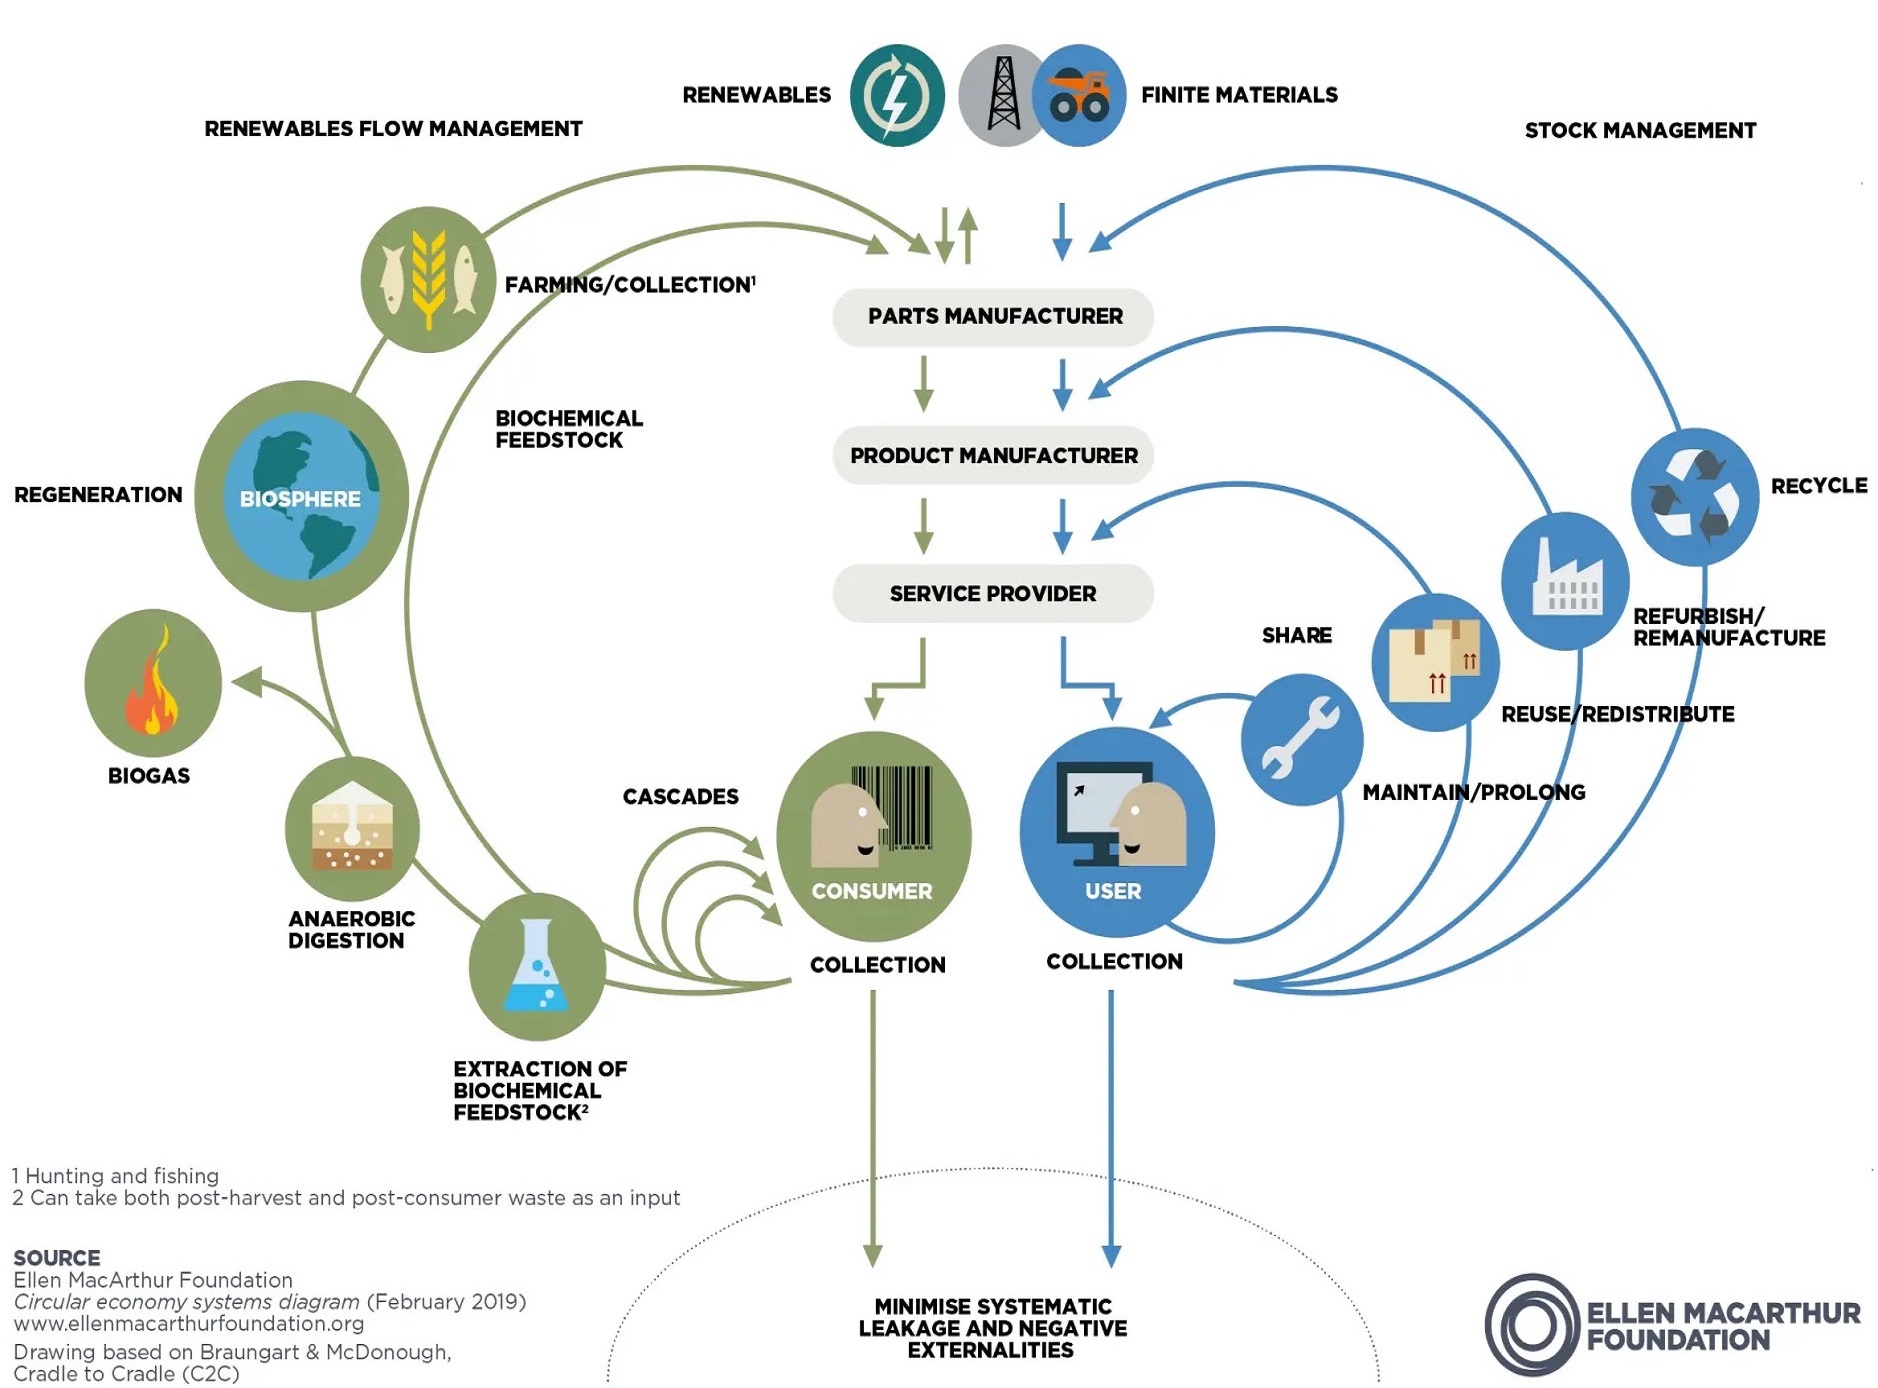 RENEWABLES
FINITE MATERIALS
RENEWABLES FLOW MANAGEMENT
STOCK MANAGEMENT
FARMING/COLLECTION¹
PARTS MANUFACTURER
BIOCHEMICAL
FEEDSTOCK
PRODUCT MANUFACTURER
REGENERATION
BIOSPHERE
RECYCLE
SERVICE PROVIDER
SHARE
REFURBISH/
REMANUFACTURE
REUSE/REDISTRIBUTE
BIOGAS
CASCADES
MAINTAIN/PROLONG
CONSUMER
USER
ANAEROBIC
DIGESTION
COLLECTION
COLLECTION
EXTRACTION OF
BIOCHEMICAL
FEEDSTOCK²
1 Hunting and fishing
2 Can take both post-harvest and post-consumer waste as an input
SOURCE
Ellen MacArthur Foundation
Circular economy systems diagram (February 2019)
www.ellenmacarthurfoundation.org
Drawing based on Braungart & McDonough,
Cradle to Cradle (C2C)
MINIMISE SYSTEMATIC
LEAKAGE AND NEGATIVE
EXTERNALITIES
ELLEN MACARTHUR
FOUNDATION